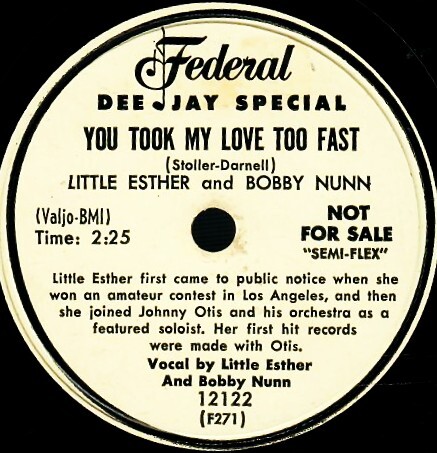 Federal
DEE JAY SPECIAL
YOU TOOK MY LOVE TOO FAST
(Stoller-Darnell)
LITTLE ESTHER and BOBBY NUNN
(Valjo-BMI)
Time: 2:25
NOT
FOR SALE
"SEMI-FLEX"
Little Esther first came to public notice when she
won an amateur contest in Los Angeles, and then
she joined Johnny Otis and his orchestra as a
featured soloist. Her first hit records
were made with Otis.
Vocal by Little Esther
And Bobby Nunn
12122
(F271)